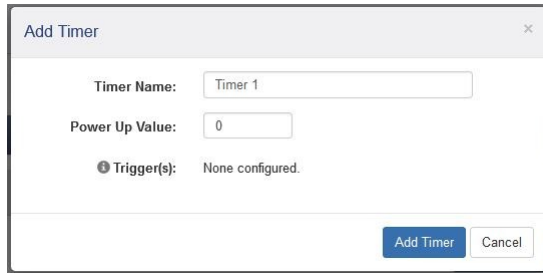 Add Timer ×
Timer Name: Timer 1
Power Up Value: 0
Trigger(s): None configured.
Add Timer Cancel